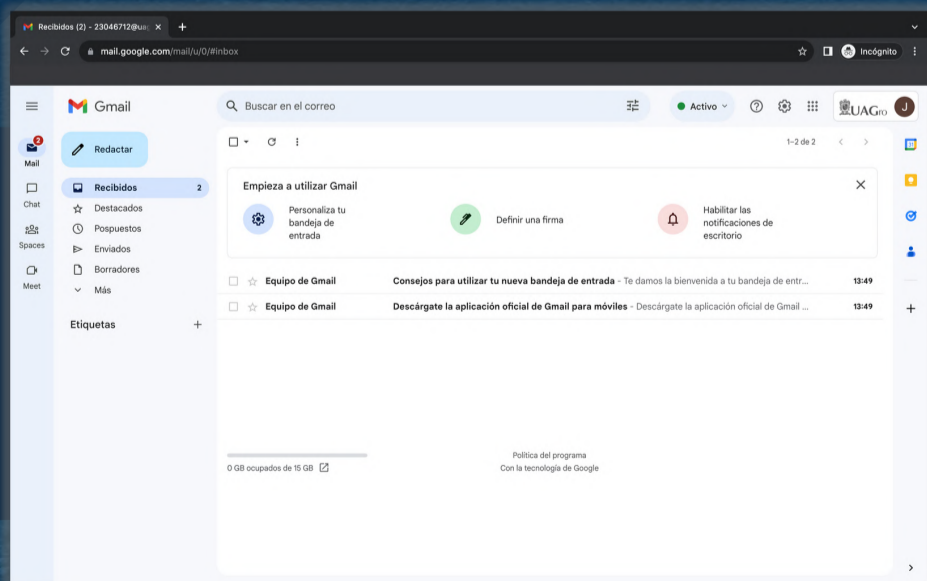 Recibidos (2) - 23046712@uag
mail.google.com/mail/u/0/#inbox
Incógnito
Gmail
Buscar en el correo
Activo
UAGro
J
2
Mail
Chat
Spaces
Meet
Redactar
Recibidos 2
Destacados
Pospuestos
Enviados
Borradores
Más
Etiquetas
1–2 de 2
Empieza a utilizar Gmail
Personaliza tu
bandeja de
entrada
Definir una firma
Habilitar las
notificaciones de
escritorio
Equipo de Gmail Consejos para utilizar tu nueva bandeja de entrada - Te damos la bienvenida a tu bandeja de entr... 13:49
Equipo de Gmail Descárgate la aplicación oficial de Gmail para móviles - Descárgate la aplicación oficial de Gmail ... 13:49
0 GB ocupados de 15 GB
Política del programa
Con la tecnología de Google